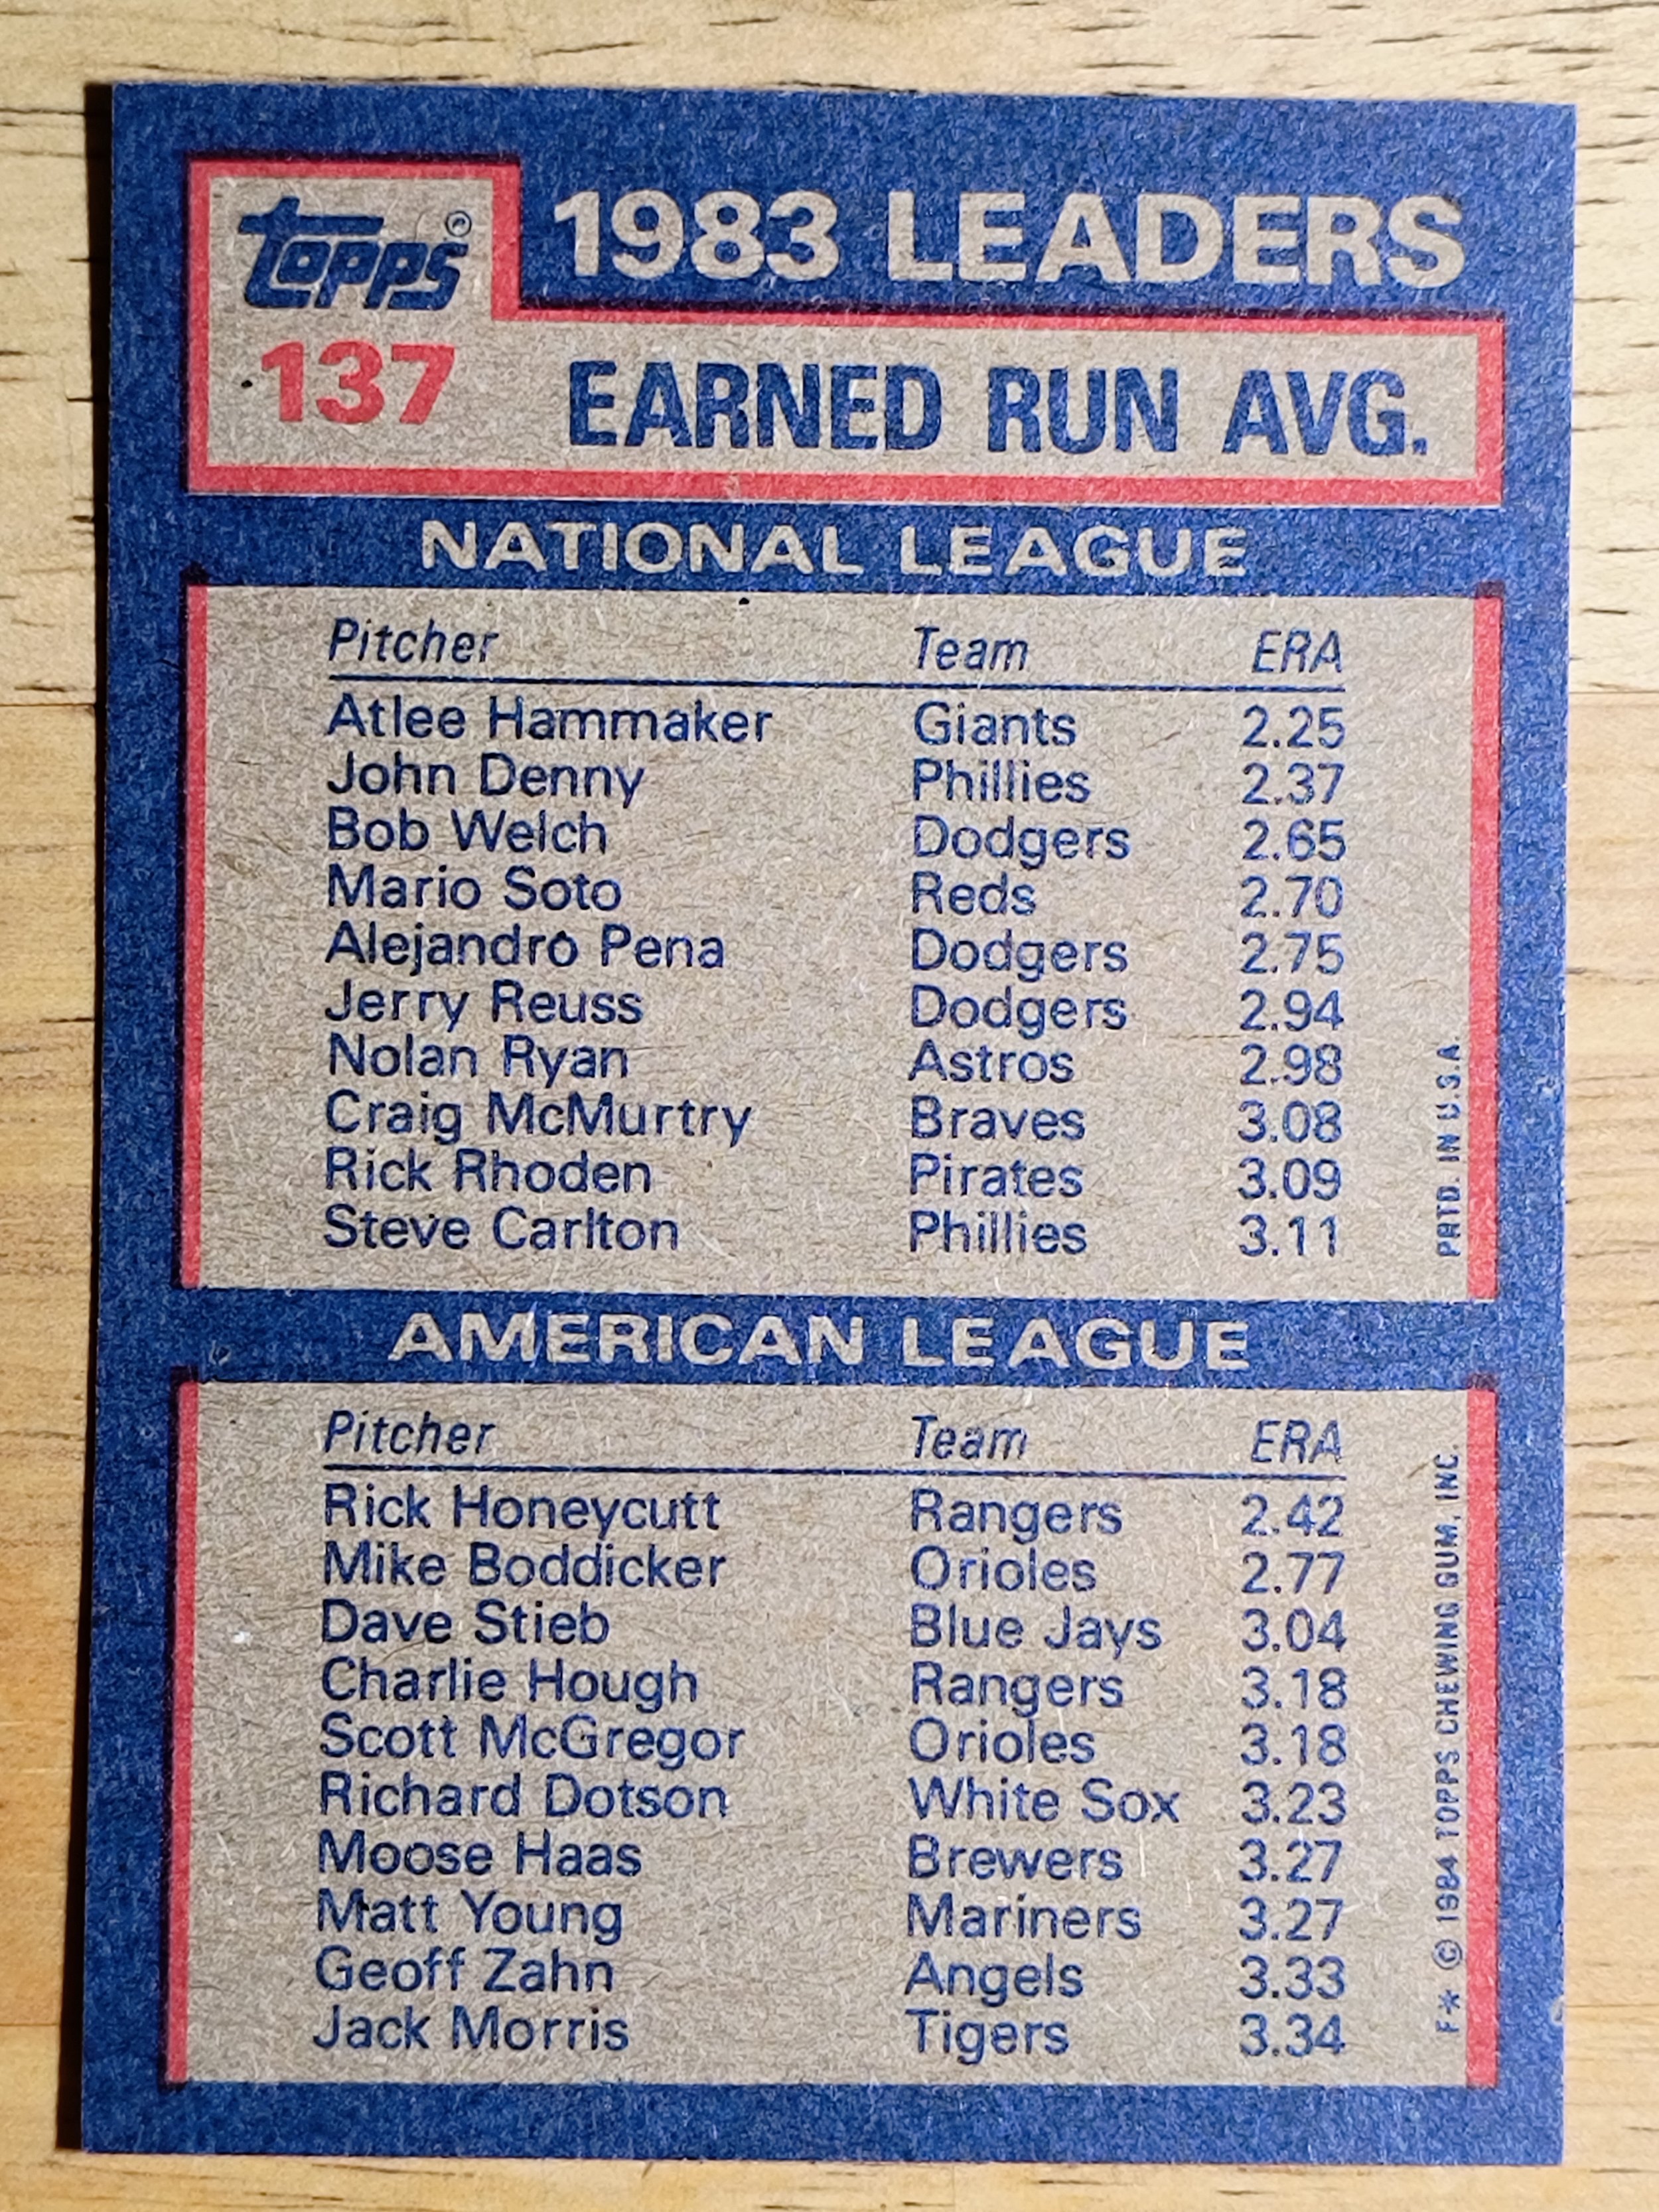 Topps®
1983 LEADERS
137
EARNED RUN AVG.
NATIONAL LEAGUE
Pitcher Team ERA
Atlee Hammaker Giants 2.25
John Denny Phillies 2.37
Bob Welch Dodgers 2.65
Mario Soto Reds 2.70
Alejandro Pena Dodgers 2.75
Jerry Reuss Dodgers 2.94
Nolan Ryan Astros 2.98
Craig McMurtry Braves 3.08
Rick Rhoden Pirates 3.09
Steve Carlton Phillies 3.11
PRTD. IN U.S.A
AMERICAN LEAGUE
Pitcher Team ERA
Rick Honeycutt Rangers 2.42
Mike Boddicker Orioles 2.77
Dave Stieb Blue Jays 3.04
Charlie Hough Rangers 3.18
Scott McGregor Orioles 3.18
Richard Dotson White Sox 3.23
Moose Haas Brewers 3.27
Matt Young Mariners 3.27
Geoff Zahn Angels 3.33
Jack Morris Tigers 3.34
F* © 1984 TOPPS CHEWING GUM, INC.